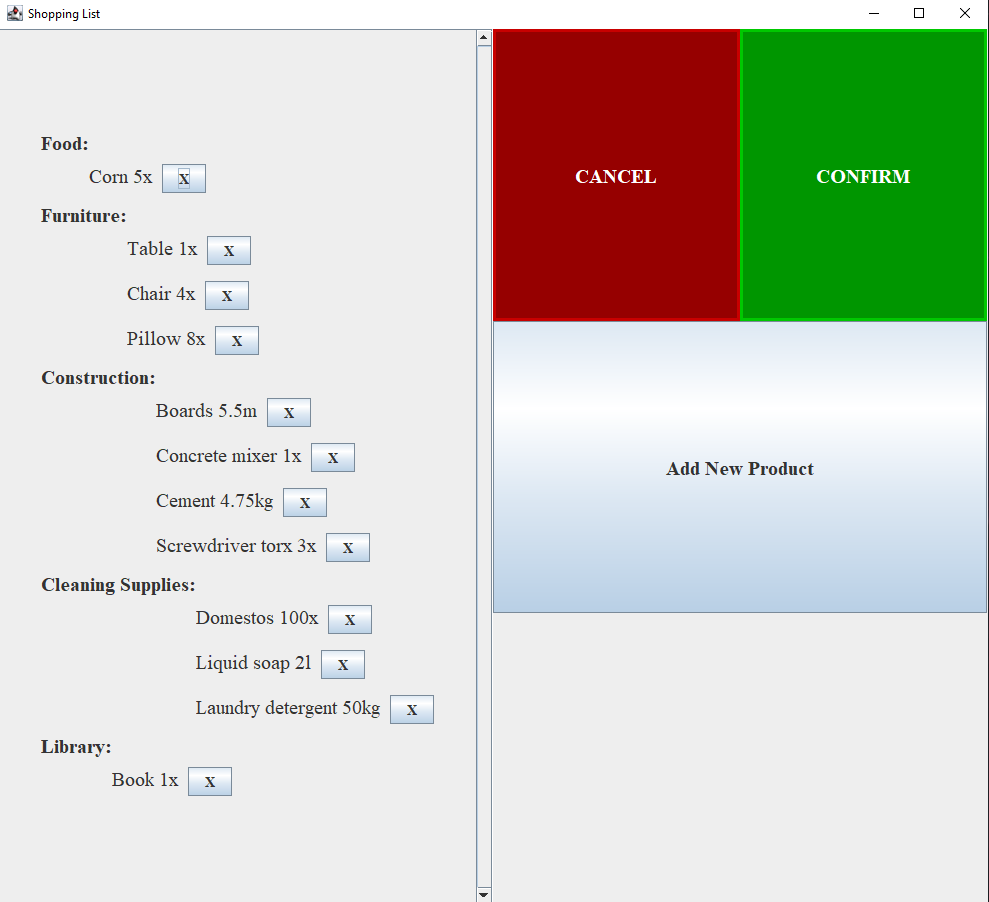 Shopping List
Food:
Corn 5x X
Furniture:
Table 1x X
Chair 4x X
Pillow 8x X
Construction:
Boards 5.5m X
Concrete mixer 1x X
Cement 4.75kg X
Screwdriver torx 3x X
Cleaning Supplies:
Domestos 100x X
Liquid soap 2l X
Laundry detergent 50kg X
Library:
Book 1x X
CANCEL
CONFIRM
Add New Product